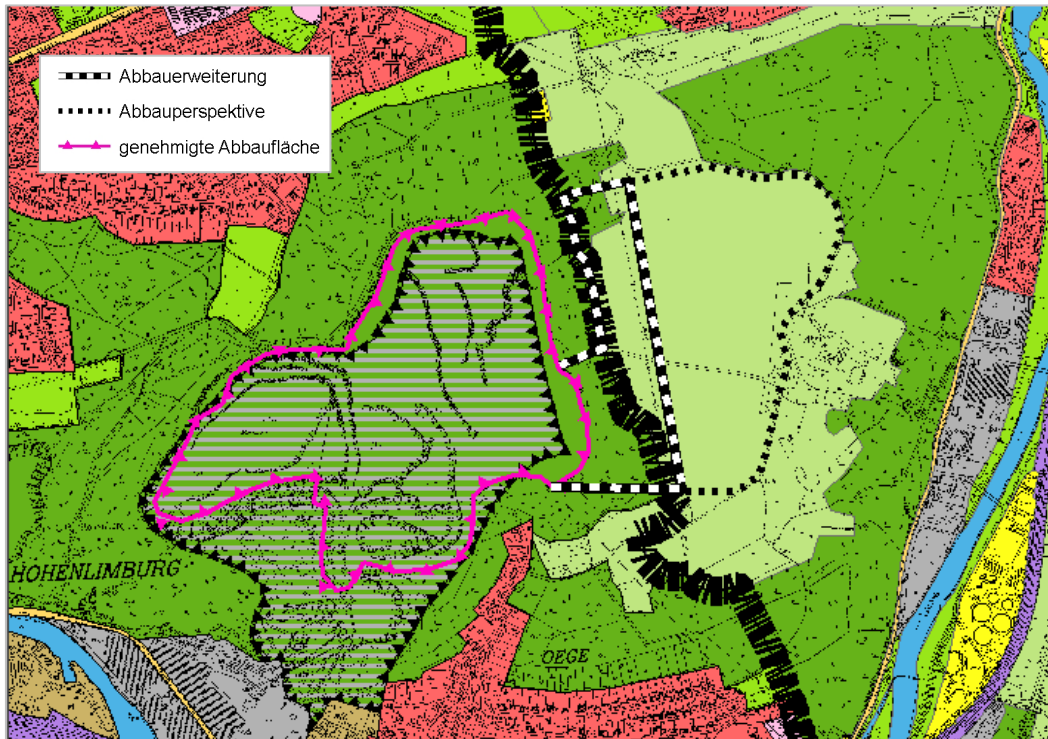 Abbauerweiterung
Abbauperspektive
genehmigte Abbaufläche
HOHENLIMBURG
OEGE